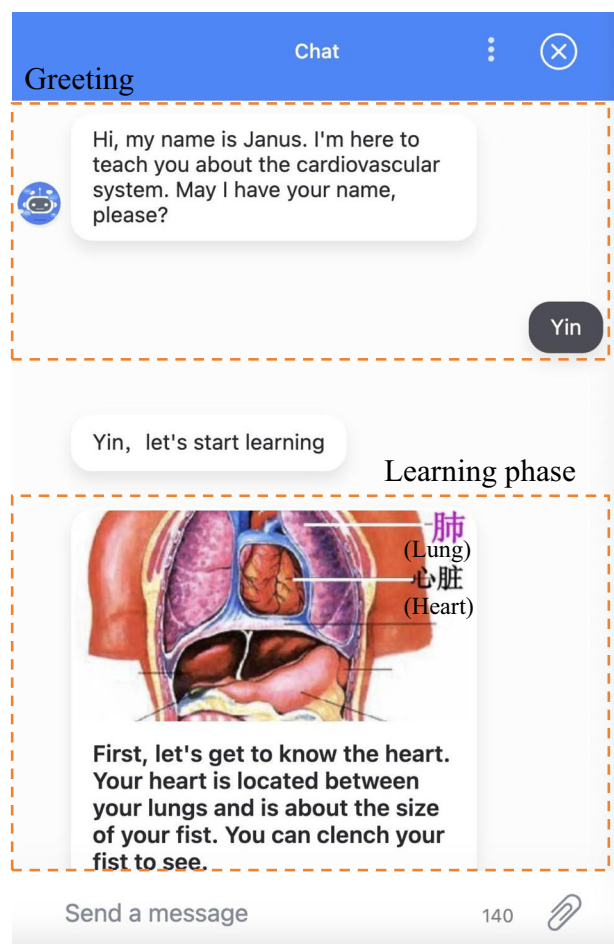 Chat
Greeting
Hi, my name is Janus. I'm here to
teach you about the cardiovascular
system. May I have your name,
please?
Yin
Yin，let's start learning
Learning phase
肺
(Lung)
心脏
(Heart)
First, let's get to know the heart.
Your heart is located between
your lungs and is about the size
of your fist. You can clench your
fist to see.
Send a message
140